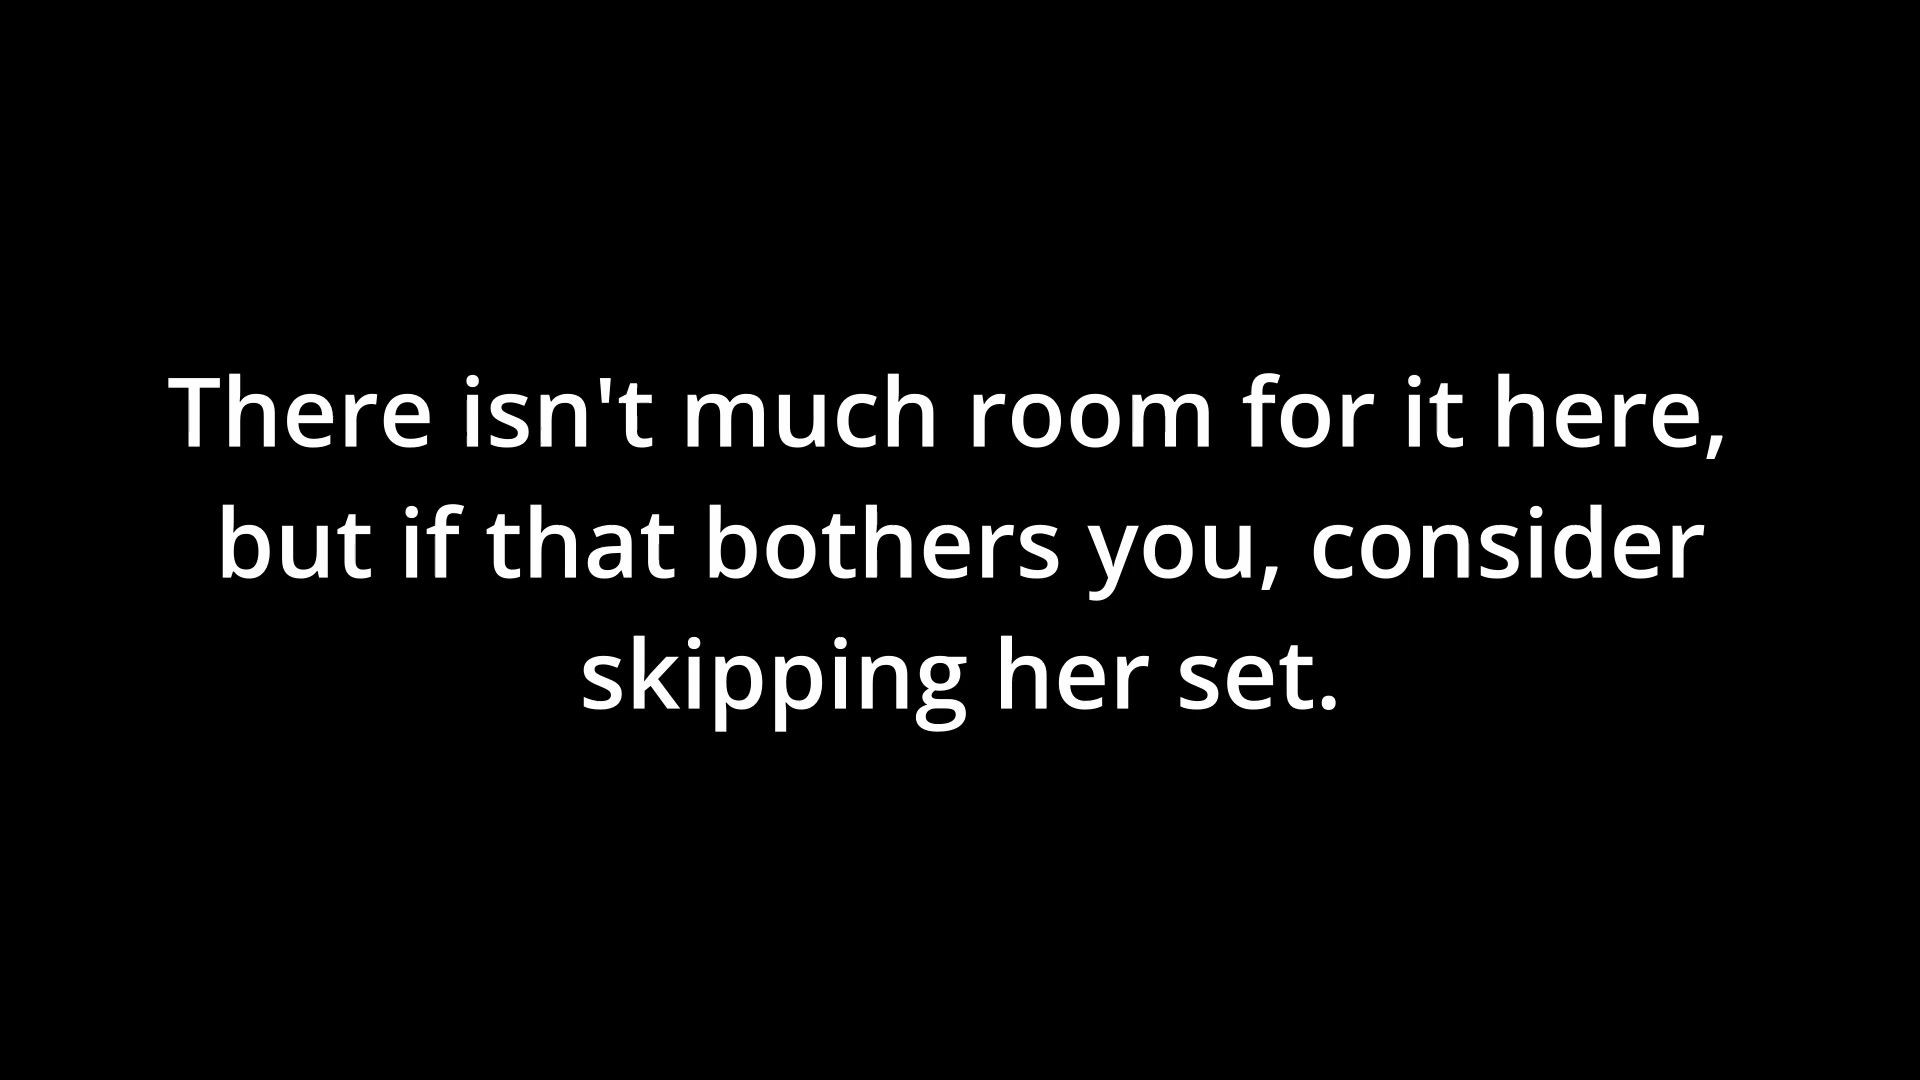 There isn't much room for it here,
but if that bothers you, consider
skipping her set.